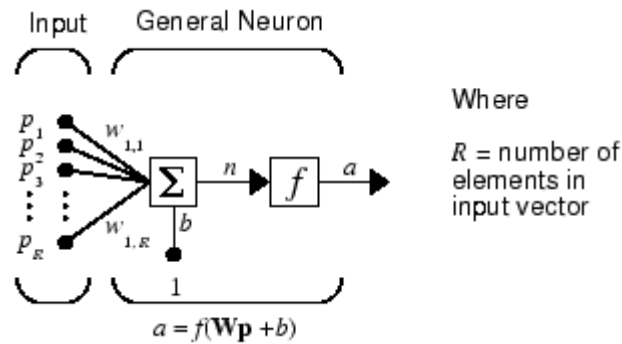 Input
General Neuron
p1
p2
p3
pR
w1,1
w1,R
Σ
n
f
a
b
1
a = f(Wp +b)
Where
R = number of
elements in
input vector